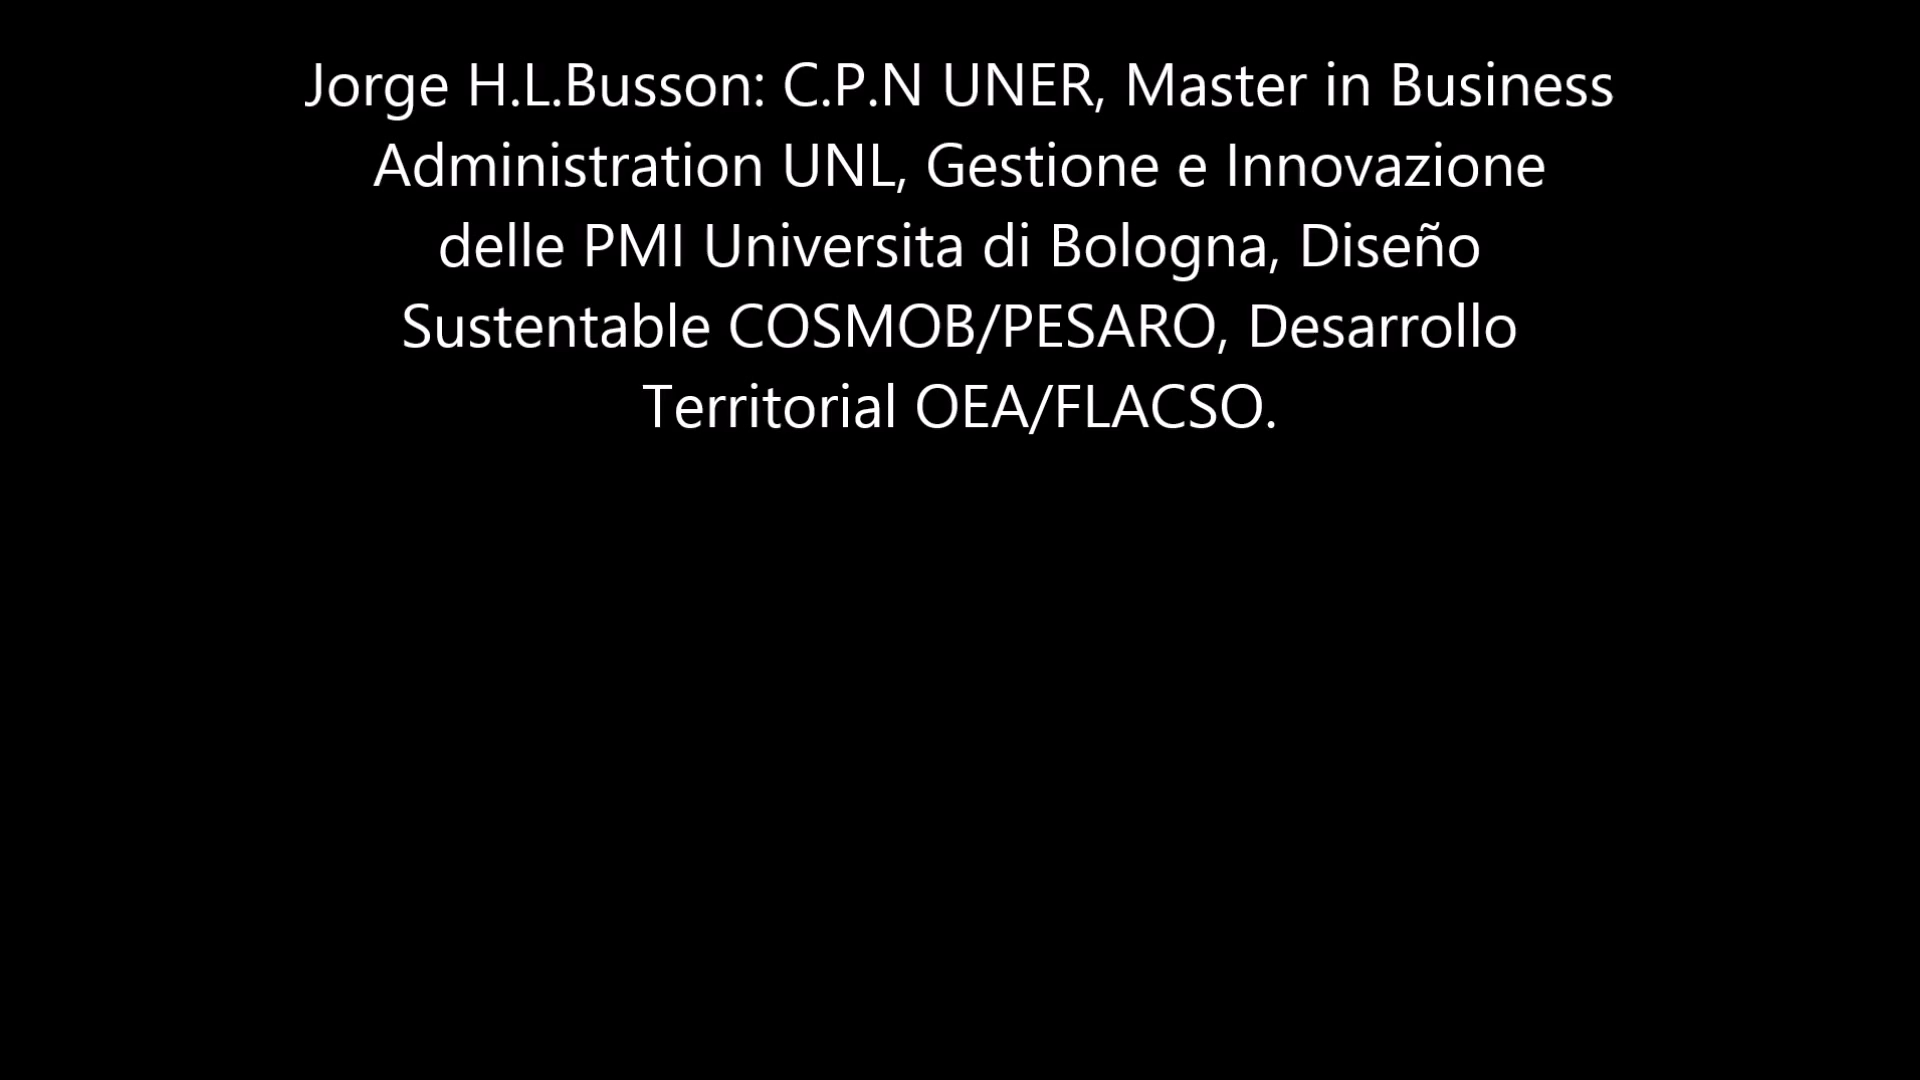 Jorge H.L.Busson: C.P.N UNER, Master in Business
Administration UNL, Gestione e Innovazione
delle PMI Universita di Bologna, Diseño
Sustentable COSMOB/PESARO, Desarrollo
Territorial OEA/FLACSO.